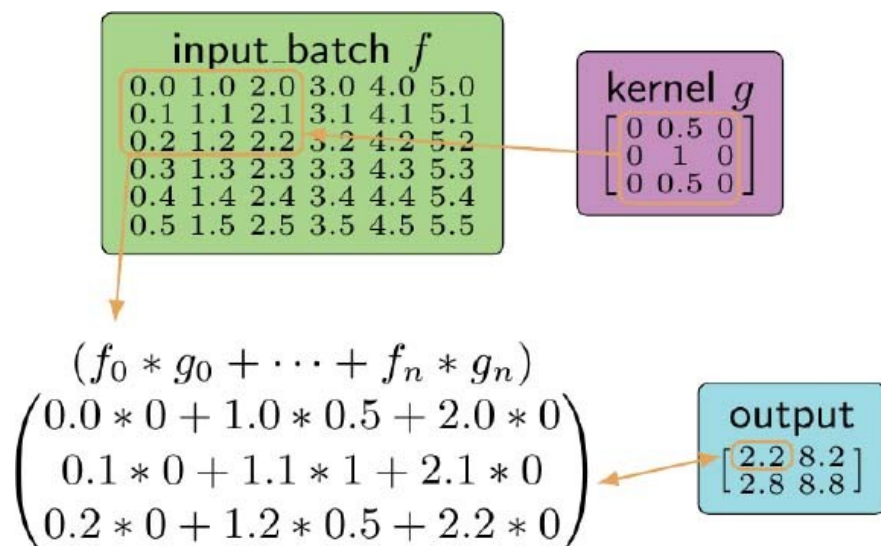 input_batch f
0.0 1.0 2.0 3.0 4.0 5.0
0.1 1.1 2.1 3.1 4.1 5.1
0.2 1.2 2.2 3.2 4.2 5.2
0.3 1.3 2.3 3.3 4.3 5.3
0.4 1.4 2.4 3.4 4.4 5.4
0.5 1.5 2.5 3.5 4.5 5.5
kernel g
[0 0.5 0
0 1 0
0 0.5 0]
(f₀ * g₀ + ⋯ + fₙ * gₙ)
(0.0 * 0 + 1.0 * 0.5 + 2.0 * 0
0.1 * 0 + 1.1 * 1 + 2.1 * 0
0.2 * 0 + 1.2 * 0.5 + 2.2 * 0)
output
[2.2 8.2
2.8 8.8]